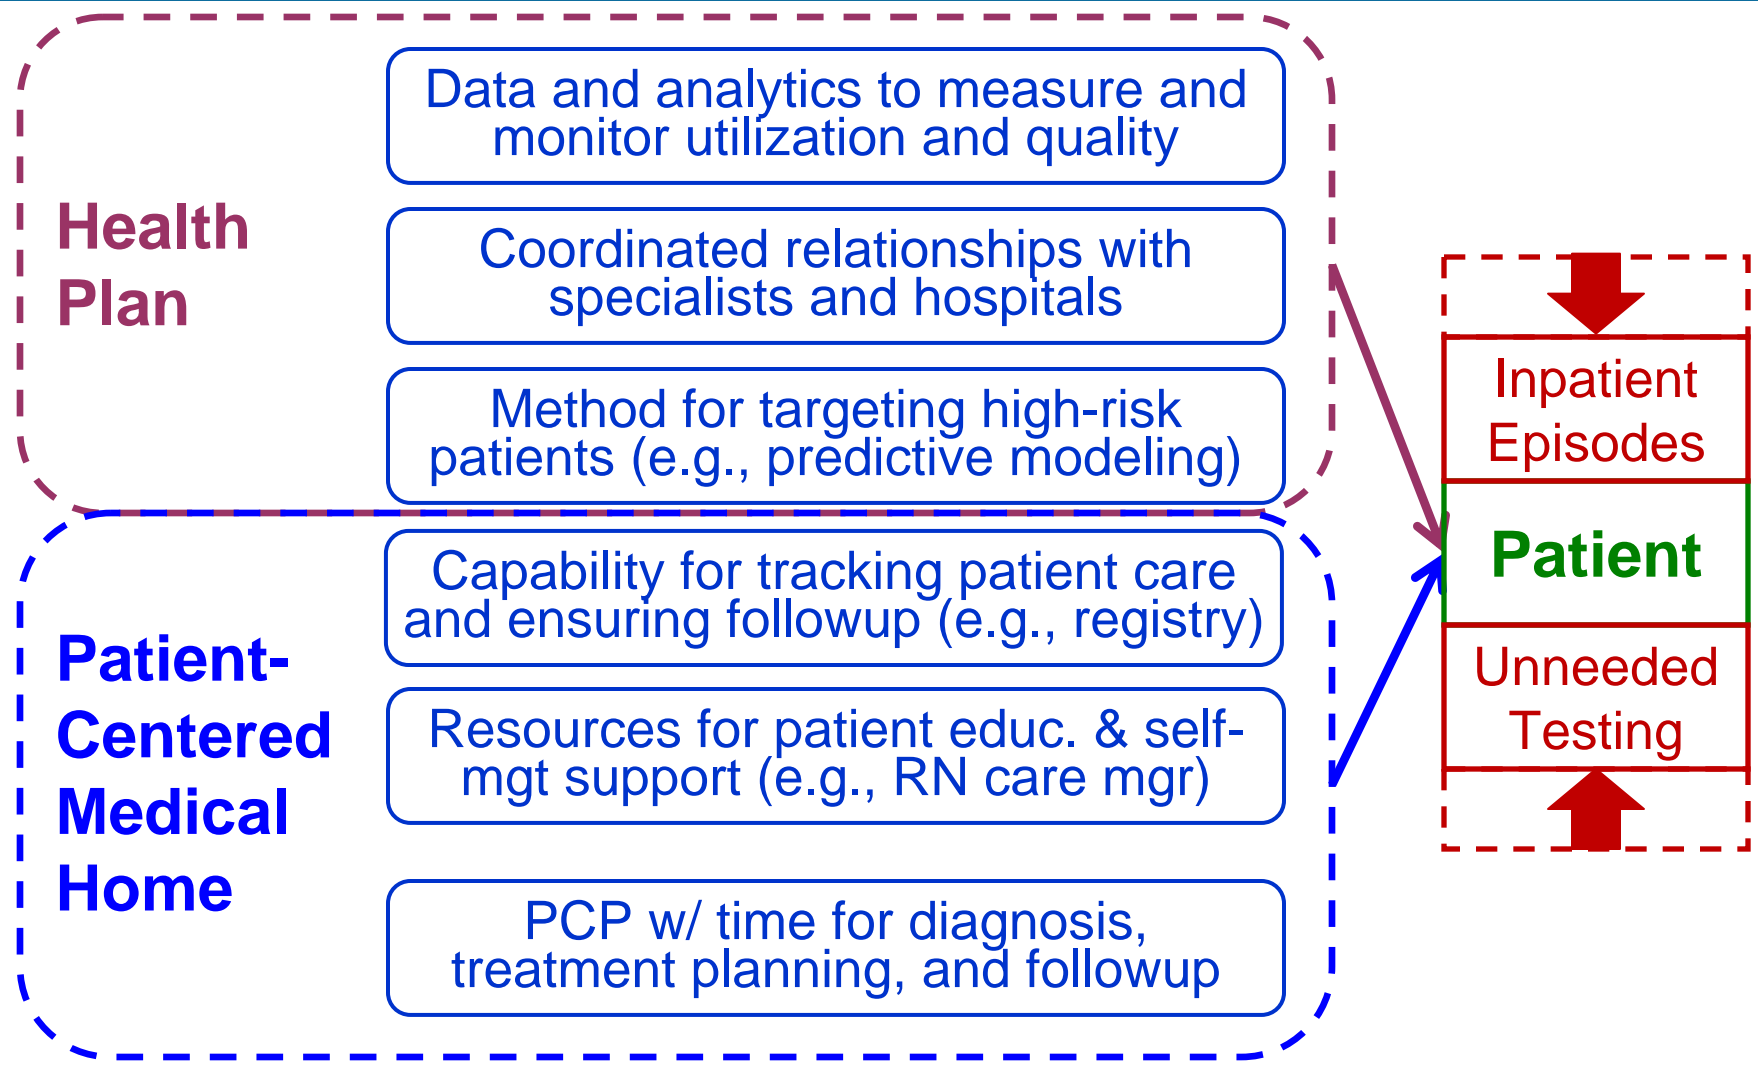 Health
Plan
Data and analytics to measure and
monitor utilization and quality
Coordinated relationships with
specialists and hospitals
Method for targeting high-risk
patients (e.g., predictive modeling)
Patient-
Centered
Medical
Home
Capability for tracking patient care
and ensuring followup (e.g., registry)
Resources for patient educ. & self-
mgt support (e.g., RN care mgr)
PCP w/ time for diagnosis,
treatment planning, and followup
Inpatient
Episodes
Patient
Unneeded
Testing